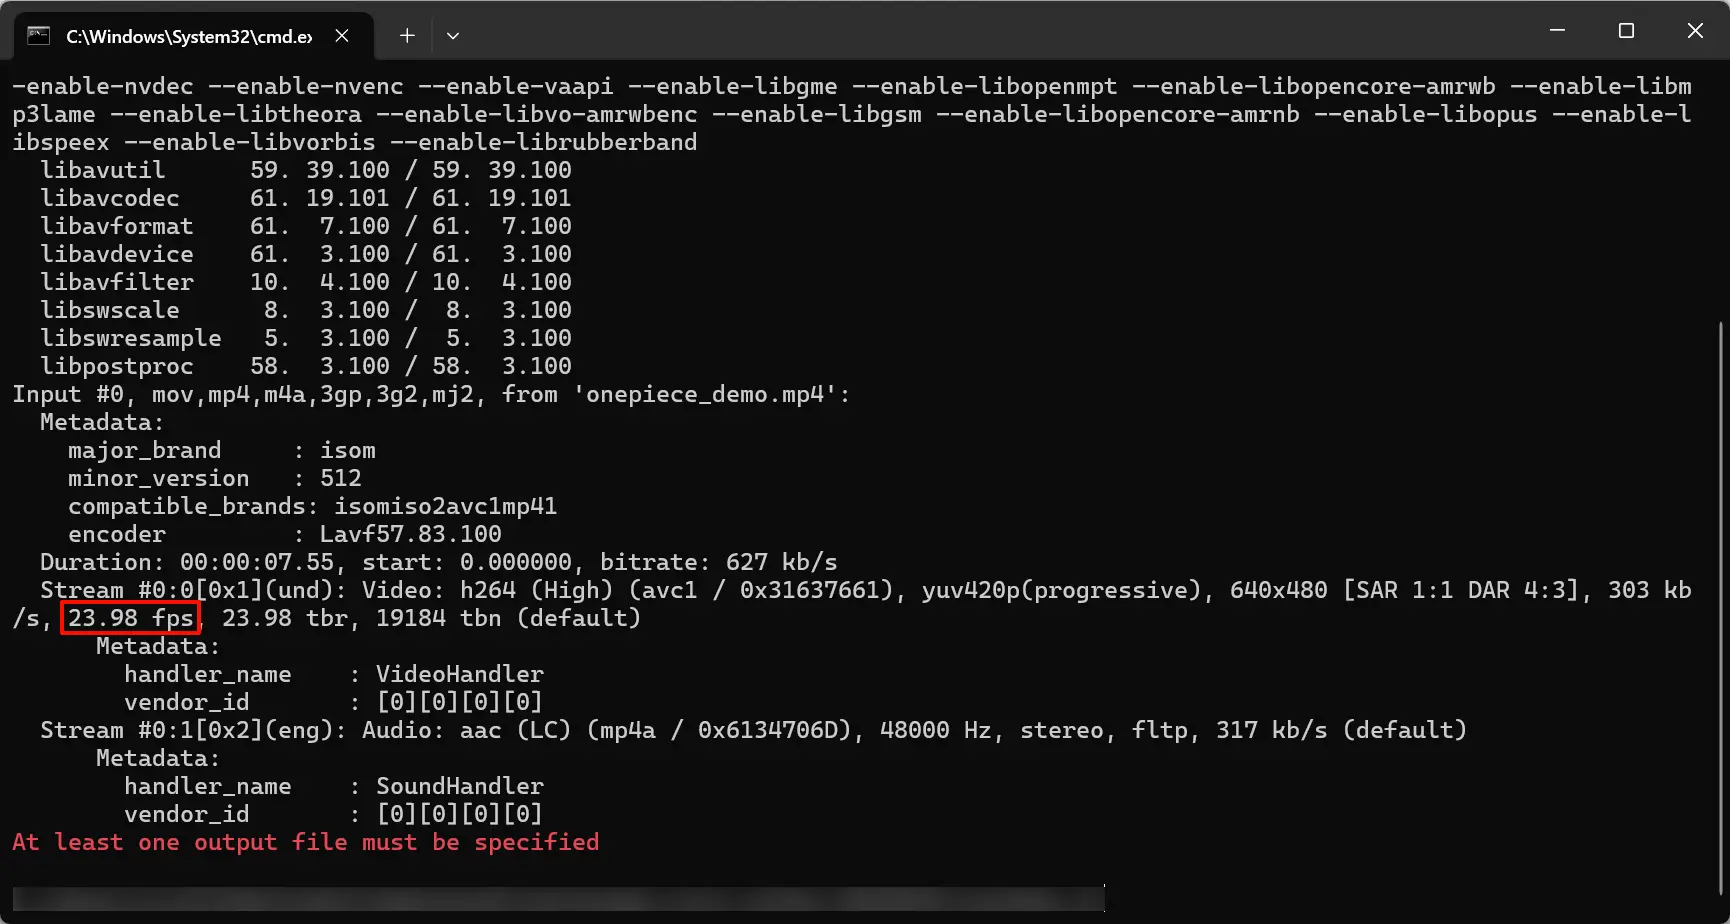 C:\Windows\System32\cmd.ex
-enable-nvdec --enable-nvenc --enable-vaapi --enable-libgme --enable-libopenmpt --enable-libopencore-amrwb --enable-libm
p3lame --enable-libtheora --enable-libvo-amrwbenc --enable-libgsm --enable-libopencore-amrnb --enable-libopus --enable-l
ibspeex --enable-libvorbis --enable-librubberband
  libavutil      59. 39.100 / 59. 39.100
  libavcodec     61. 19.101 / 61. 19.101
  libavformat    61.  7.100 / 61.  7.100
  libavdevice    61.  3.100 / 61.  3.100
  libavfilter    10.  4.100 / 10.  4.100
  libswscale      8.  3.100 /  8.  3.100
  libswresample   5.  3.100 /  5.  3.100
  libpostproc    58.  3.100 / 58.  3.100
Input #0, mov,mp4,m4a,3gp,3g2,mj2, from 'onepiece_demo.mp4':
  Metadata:
    major_brand     : isom
    minor_version   : 512
    compatible_brands: isomiso2avc1mp41
    encoder         : Lavf57.83.100
  Duration: 00:00:07.55, start: 0.000000, bitrate: 627 kb/s
  Stream #0:0[0x1](und): Video: h264 (High) (avc1 / 0x31637661), yuv420p(progressive), 640x480 [SAR 1:1 DAR 4:3], 303 kb
/s, 23.98 fps, 23.98 tbr, 19184 tbn (default)
      Metadata:
        handler_name    : VideoHandler
        vendor_id       : [0][0][0][0]
  Stream #0:1[0x2](eng): Audio: aac (LC) (mp4a / 0x6134706D), 48000 Hz, stereo, fltp, 317 kb/s (default)
      Metadata:
        handler_name    : SoundHandler
        vendor_id       : [0][0][0][0]
At least one output file must be specified